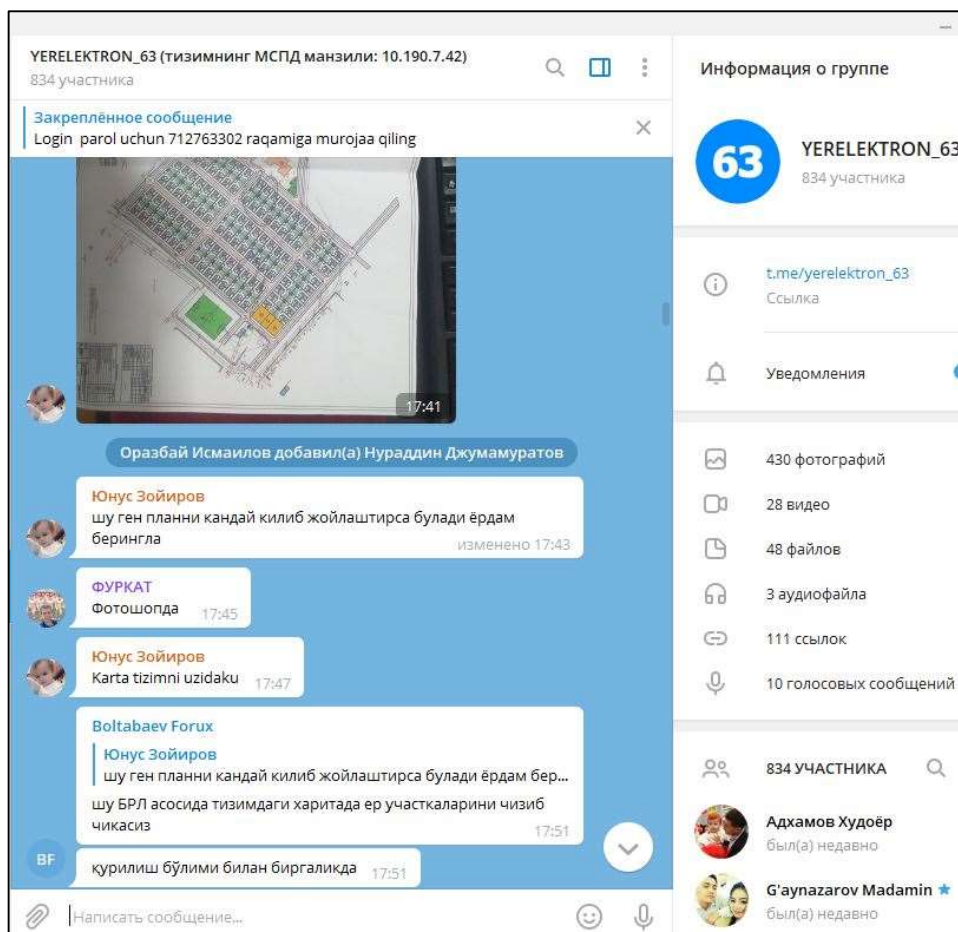 YERELEKTRON_63 (тизимнинг МСПД манзили: 10.190.7.42)
834 участника
Закреплённое сообщение
Login parol uchun 712763302 raqamiga murojaa qiling
17:41
Оразбай Исмаилов добавил(а) Нураддин Джумамуратов
Юнус Зойиров
шу ген планни кандай килиб жойлаштирса булади ёрдам
берингла
изменено 17:43
ФУРКАТ
Фотошопда 17:45
Юнус Зойиров
Karta tizimni uzidaku 17:47
Boltabaev Forux
Юнус Зойиров
шу ген планни кандай килиб жойлаштирса булади ёрдам бер...
шу БРЛ асосида тизимдаги харитада ер участкаларини чизиб
чикасиз
17:51
BF
қурилиш бўлими билан биргаликда 17:51
Написать сообщение...
Информация о группе
63
YERELEKTRON_63
834 участника
t.me/yerelektron_63
Ссылка
Уведомления
430 фотографий
28 видео
48 файлов
3 аудиофайла
111 ссылок
10 голосовых сообщений
834 УЧАСТНИКА
Адхамов Худоёр
был(а) недавно
G'aynazarov Madamin
был(а) недавно